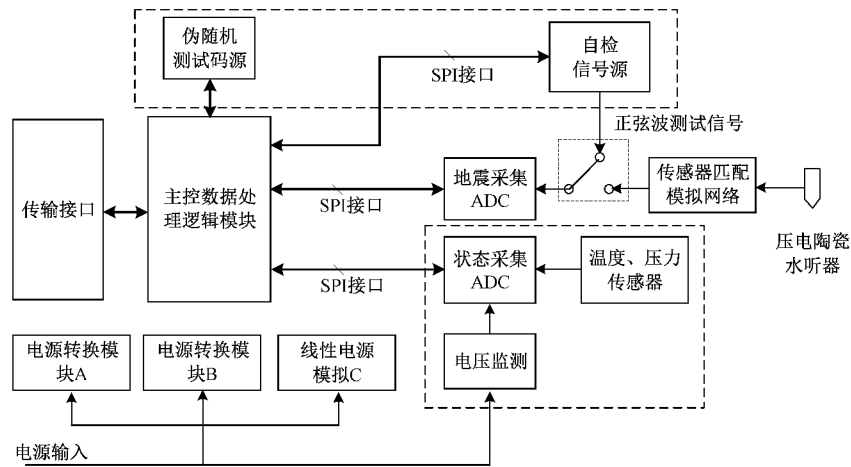 伪随机
测试码源
SPI接口
自检
信号源
正弦波测试信号
传输接口
主控数据处
理逻辑模块
SPI接口
地震采集
ADC
传感器匹配
模拟网络
压电陶瓷
水听器
SPI接口
状态采集
ADC
温度、压力
传感器
电压监测
电源转换模
块A
电源转换模
块B
线性电源
模拟C
电源输入